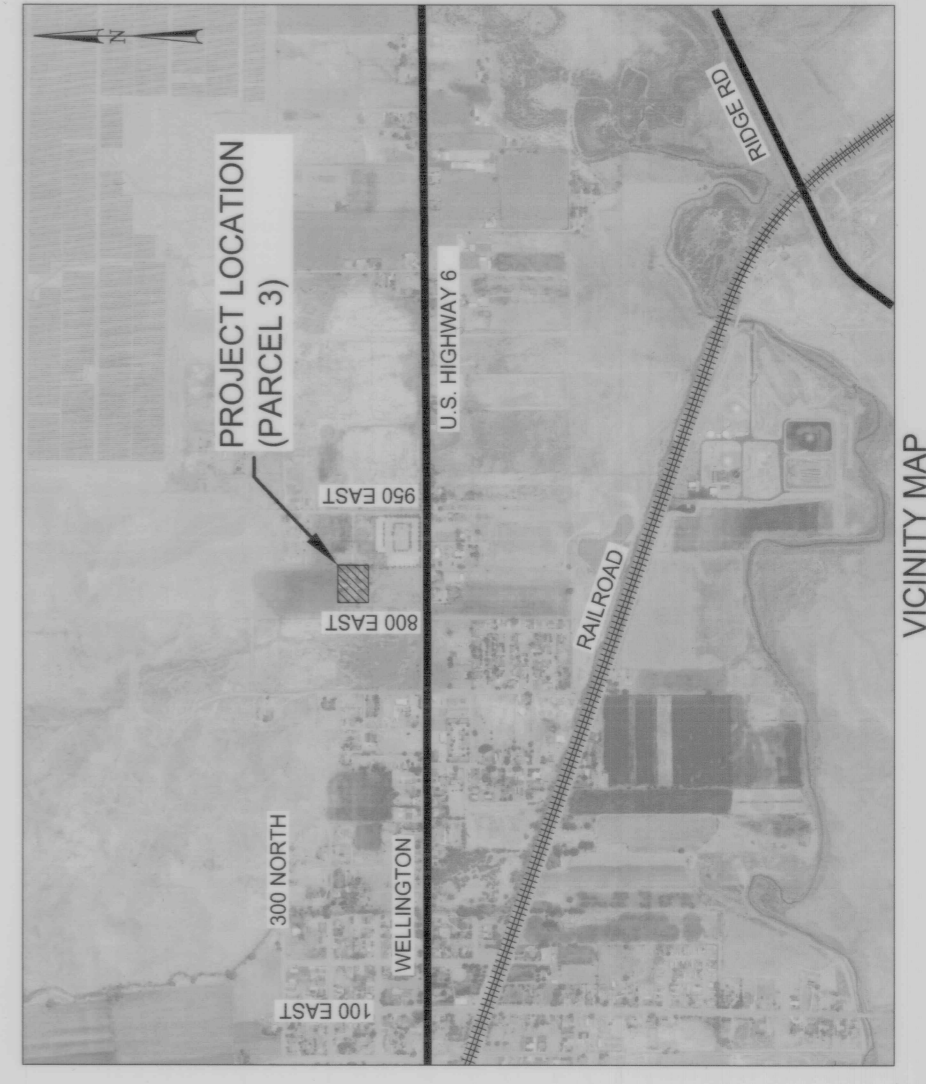 N
PROJECT LOCATION
(PARCEL 3)
RIDGE RD
U.S. HIGHWAY 6
950 EAST
800 EAST
RAILROAD
300 NORTH
WELLINGTON
100 EAST
VICINITY MAP